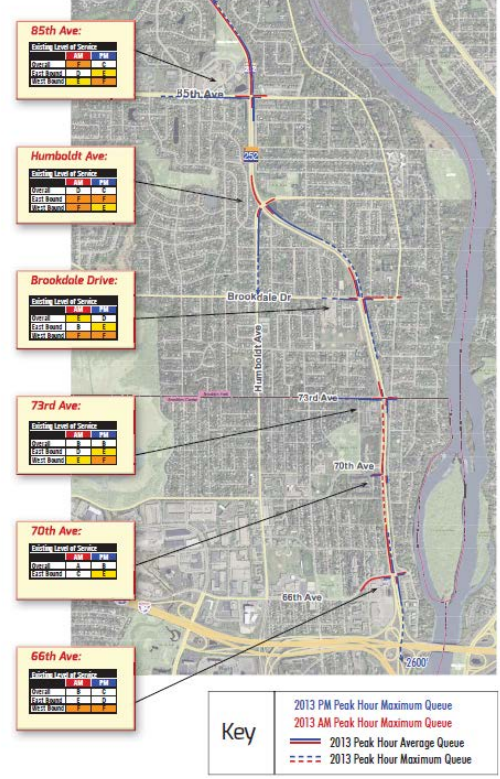 85th Ave:
Existing Level of Service
AM PM
Overall F C
East Bound D E
West Bound E F
85th Ave
Humboldt Ave:
Existing Level of Service
AM PM
Overall D C
East Bound F F
West Bound F E
252
Brookdale Drive:
Existing Level of Service
AM PM
Overall E D
East Bound B E
West Bound F F
Brookdale Dr
Humboldt Ave
73rd Ave:
Existing Level of Service
AM PM
Overall B B
East Bound D E
West Bound E F
73rd Ave
70th Ave
70th Ave:
Existing Level of Service
AM PM
Overall A B
East Bound C E
66th Ave
66th Ave:
Existing Level of Service
AM PM
Overall B C
East Bound E D
West Bound F F
2600'
Key
2013 PM Peak Hour Maximum Queue
2013 AM Peak Hour Maximum Queue
2013 Peak Hour Average Queue
2013 Peak Hour Maximum Queue